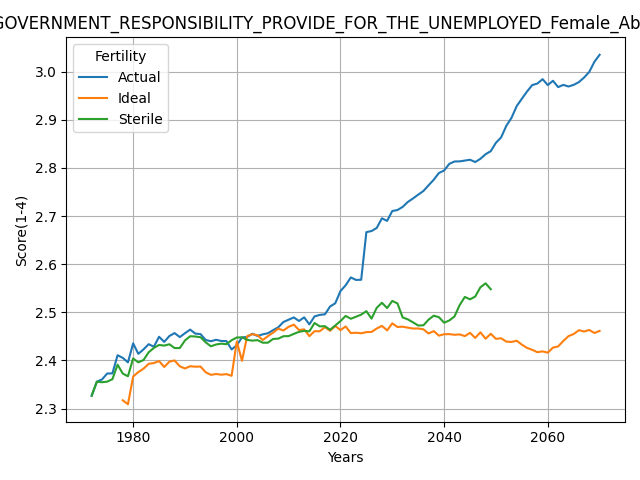 GOVERNMENT_RESPONSIBILITY_PROVIDE_FOR_THE_UNEMPLOYED_Female_Ab
Fertility
Actual
Ideal
Sterile
Score(1-4)
3.0
2.9
2.8
2.7
2.6
2.5
2.4
2.3
1980 2000 2020 2040 2060
Years